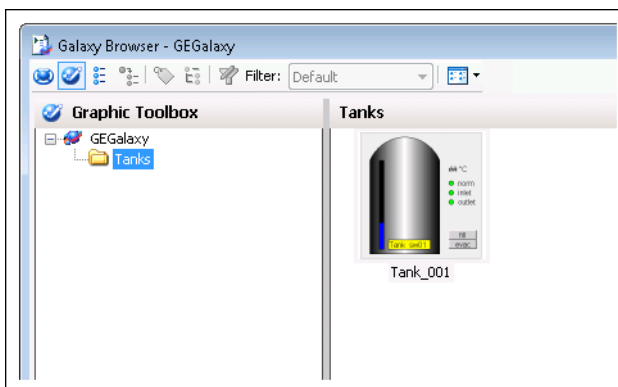 Galaxy Browser - GEGalaxy
Filter: Default
Graphic Toolbox
Tanks
GEGalaxy
Tanks
°C
norm
inlet
outlet
fill
evac
Tank_001